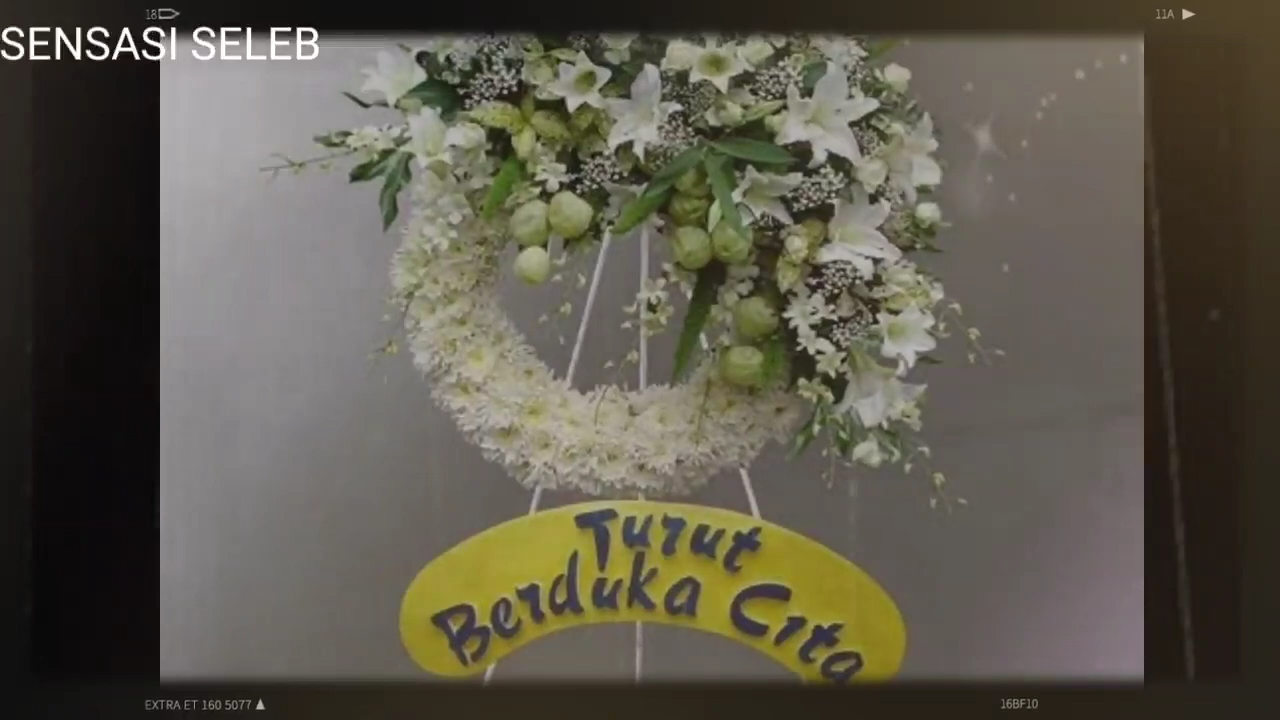 18
11A
SENSASI SELEB
Turut
Berduka Cita
EXTRA ET 160 5077
16BF10